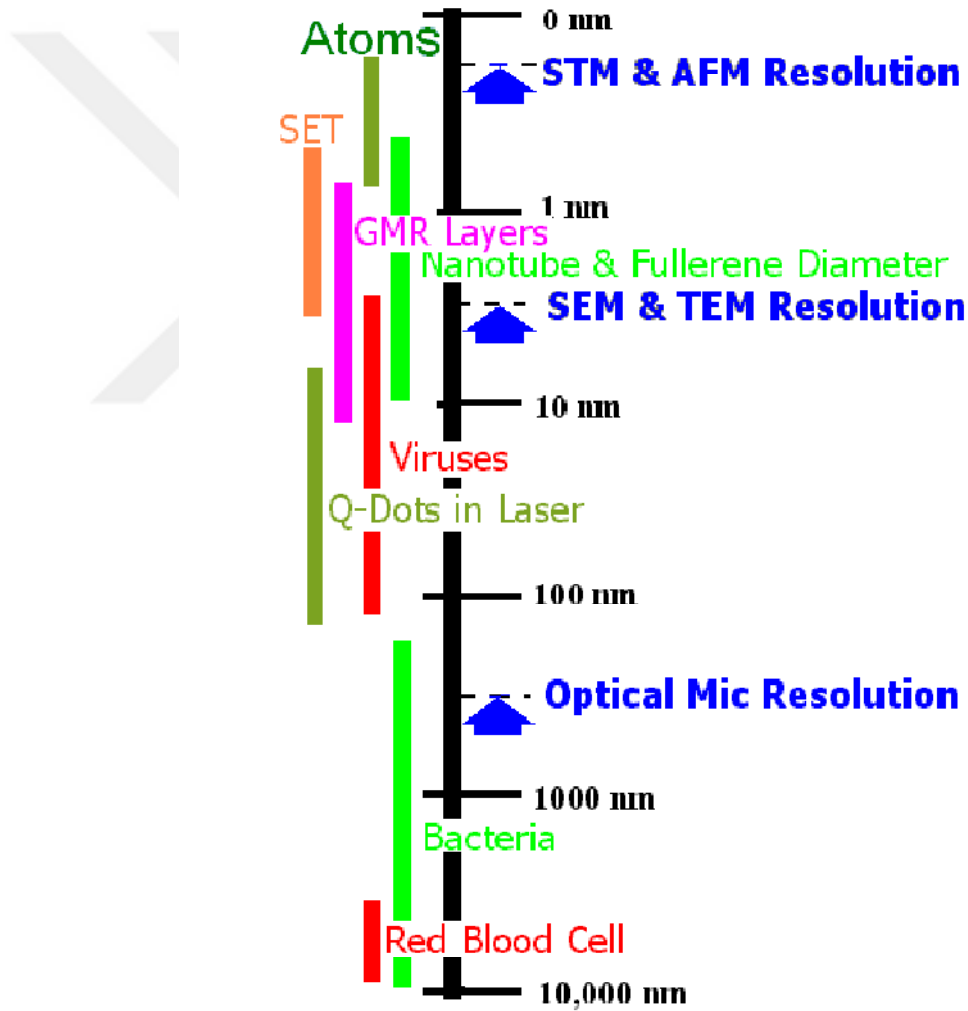 0 nm
Atoms
STM & AFM Resolution
SET
1 nm
GMR Layers
Nanotube & Fullerene Diameter
SEM & TEM Resolution
10 nm
Viruses
Q-Dots in Laser
100 nm
Optical Mic Resolution
1000 nm
Bacteria
Red Blood Cell
10,000 nm